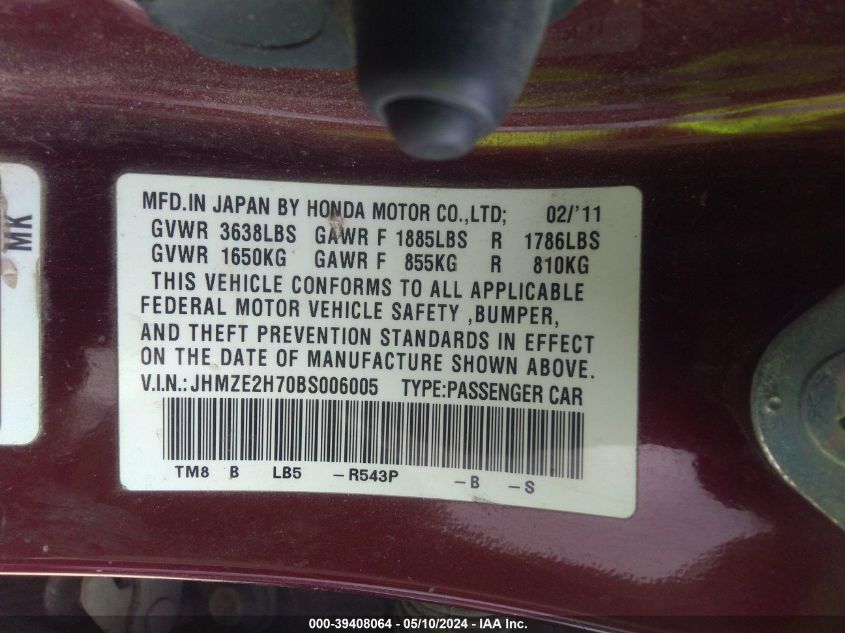 MFD.IN JAPAN BY HONDA MOTOR CO.,LTD; 02/'11
GVWR 3638LBS GAWR F 1885LBS R 1786LBS
GVWR 1650KG GAWR F 855KG R 810KG
THIS VEHICLE CONFORMS TO ALL APPLICABLE
FEDERAL MOTOR VEHICLE SAFETY ,BUMPER,
AND THEFT PREVENTION STANDARDS IN EFFECT
ON THE DATE OF MANUFACTURE SHOWN ABOVE.
V.I.N.:JHMZE2H70BS006005 TYPE:PASSENGER CAR
TM8 B LB5 -R543P -B -S
MK
000-39408064 - 05/10/2024 - IAA Inc.